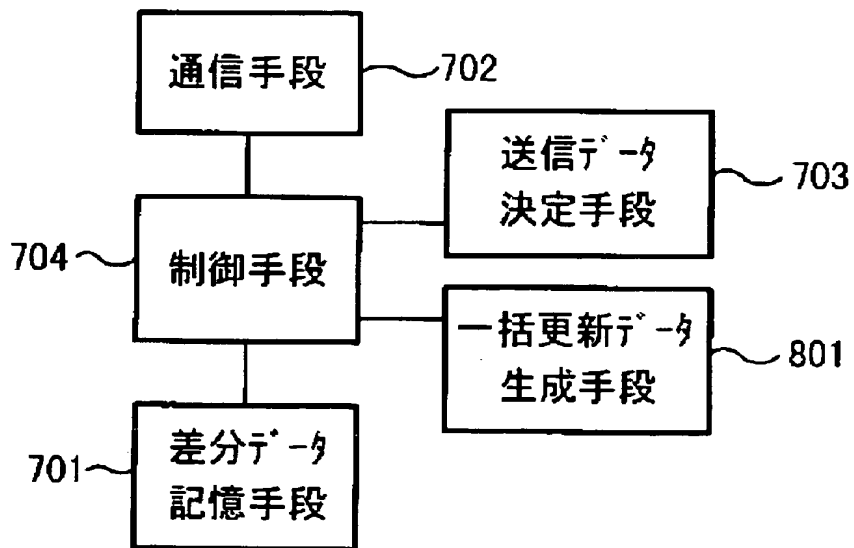 通信手段
702
送信データ
決定手段
703
704
制御手段
一括更新データ
生成手段
801
701
差分データ
記憶手段